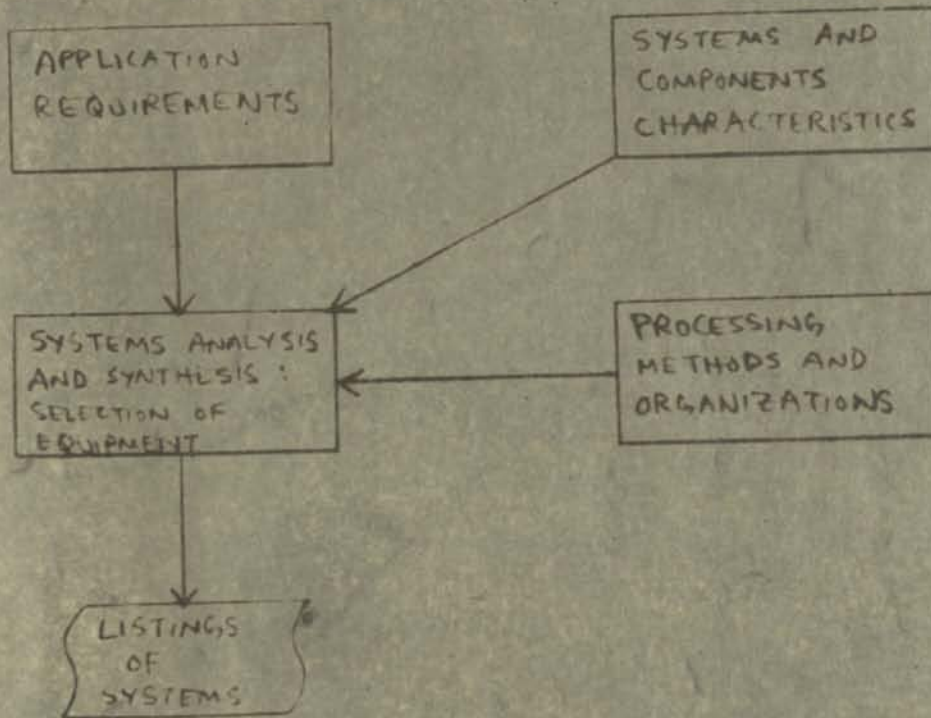 APPLICATION
REQUIREMENTS
SYSTEMS AND
COMPONENTS
CHARACTERISTICS
SYSTEMS ANALYSIS
AND SYNTHESIS :
SELECTION OF
EQUIPMENT
PROCESSING
METHODS AND
ORGANIZATIONS
LISTINGS
OF
SYSTEMS